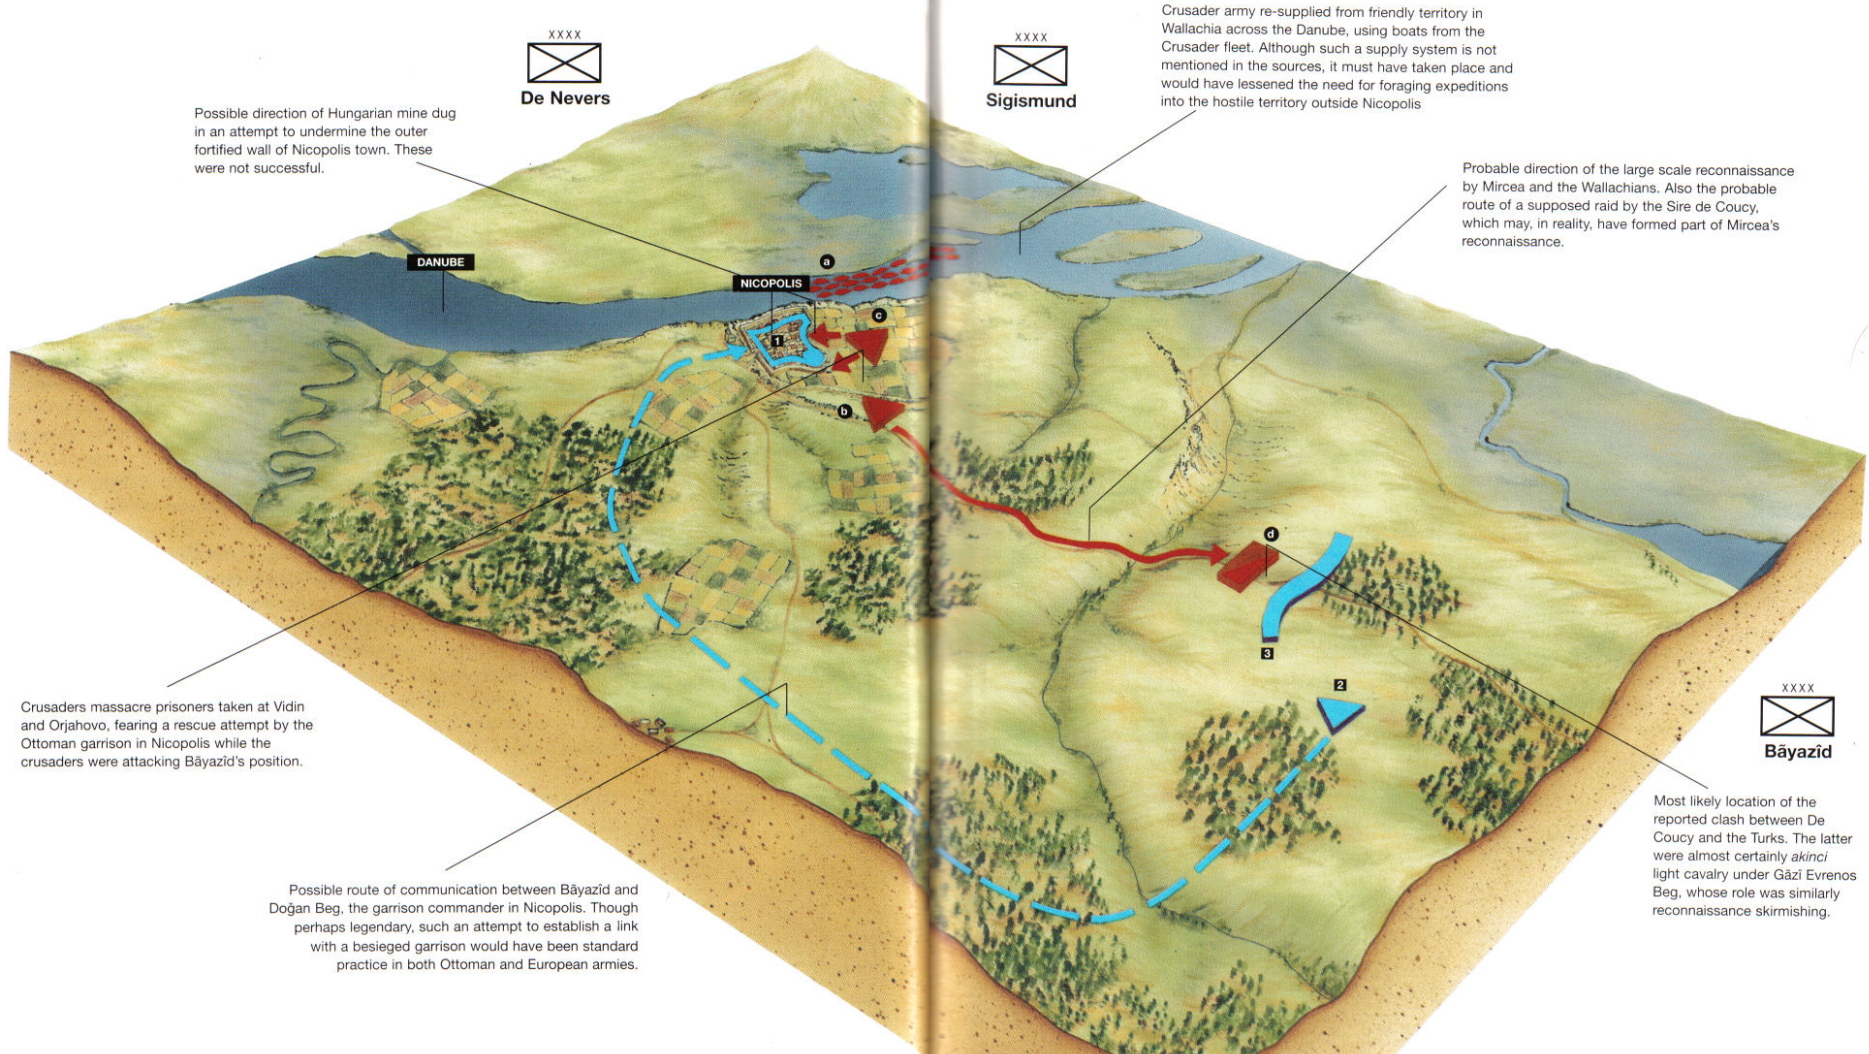 XXXX
De Nevers
XXXX
Sigismund
Crusader army re-supplied from friendly territory in
Wallachia across the Danube, using boats from the
Crusader fleet. Although such a supply system is not
mentioned in the sources, it must have taken place and
would have lessened the need for foraging expeditions
into the hostile territory outside Nicopolis
Possible direction of Hungarian mine dug
in an attempt to undermine the outer
fortified wall of Nicopolis town. These
were not successful.
Probable direction of the large scale reconnaissance
by Mircea and the Wallachians. Also the probable
route of a supposed raid by the Sire de Coucy,
which may, in reality, have formed part of Mircea's
reconnaissance.
DANUBE
a
NICOPOLIS
c
1
b
d
3
2
XXXX
Bãyazîd
Crusaders massacre prisoners taken at Vidin
and Orjahovo, fearing a rescue attempt by the
Ottoman garrison in Nicopolis while the
crusaders were attacking Bãyazîd's position.
Most likely location of the
reported clash between De
Coucy and the Turks. The latter
were almost certainly akinci
light cavalry under Gãzî Evrenos
Beg, whose role was similarly
reconnaissance skirmishing.
Possible route of communication between Bãyazîd and
Doğan Beg, the garrison commander in Nicopolis. Though
perhaps legendary, such an attempt to establish a link
with a besieged garrison would have been standard
practice in both Ottoman and European armies.